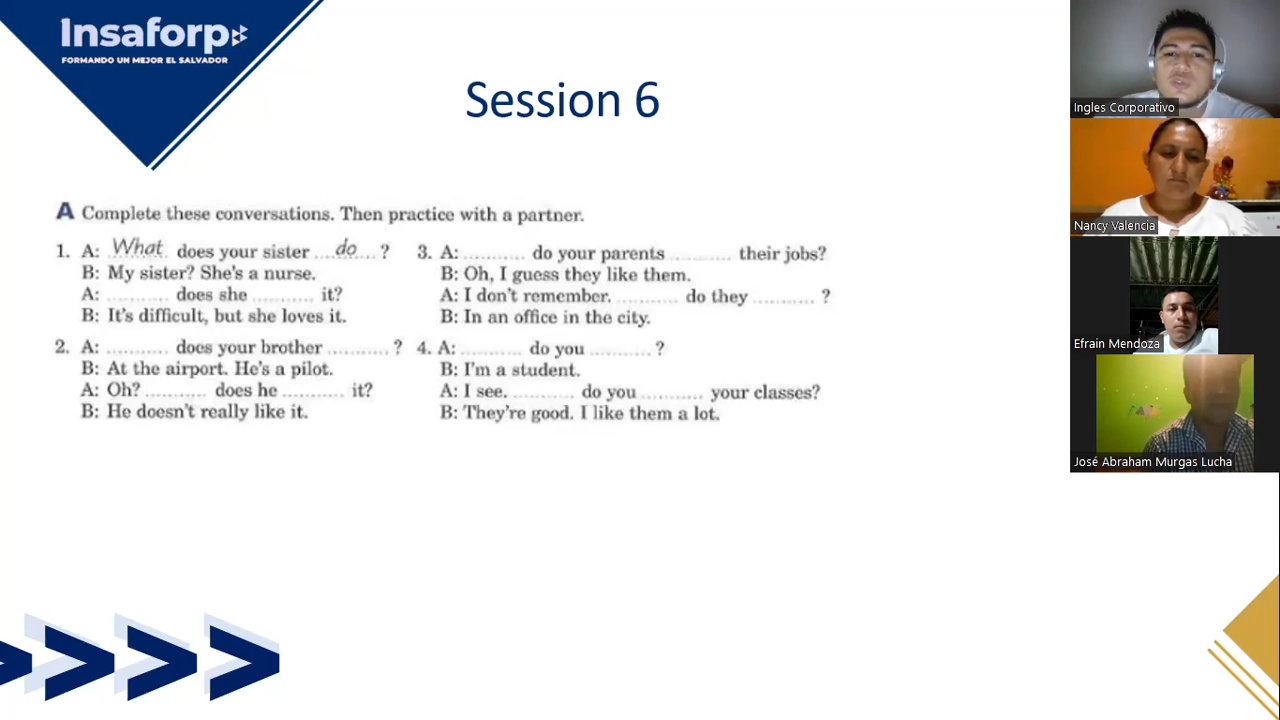 Insaforp
FORMANDO UN MEJOR EL SALVADOR
Session 6
A Complete these conversations. Then practice with a partner.
1. A: What does your sister do ?
B: My sister? She's a nurse.
A: .......... does she .......... it?
B: It's difficult, but she loves it.
2. A: .......... does your brother .......... ?
B: At the airport. He's a pilot.
A: Oh? .......... does he .......... it?
B: He doesn't really like it.
3. A: .......... do your parents .......... their jobs?
B: Oh, I guess they like them.
A: I don't remember. .......... do they .......... ?
B: In an office in the city.
4. A: .......... do you .......... ?
B: I'm a student.
A: I see. .......... do you .......... your classes?
B: They're good. I like them a lot.
Ingles Corporativo
Nancy Valencia
Efrain Mendoza
José Abraham Murgas Lucha